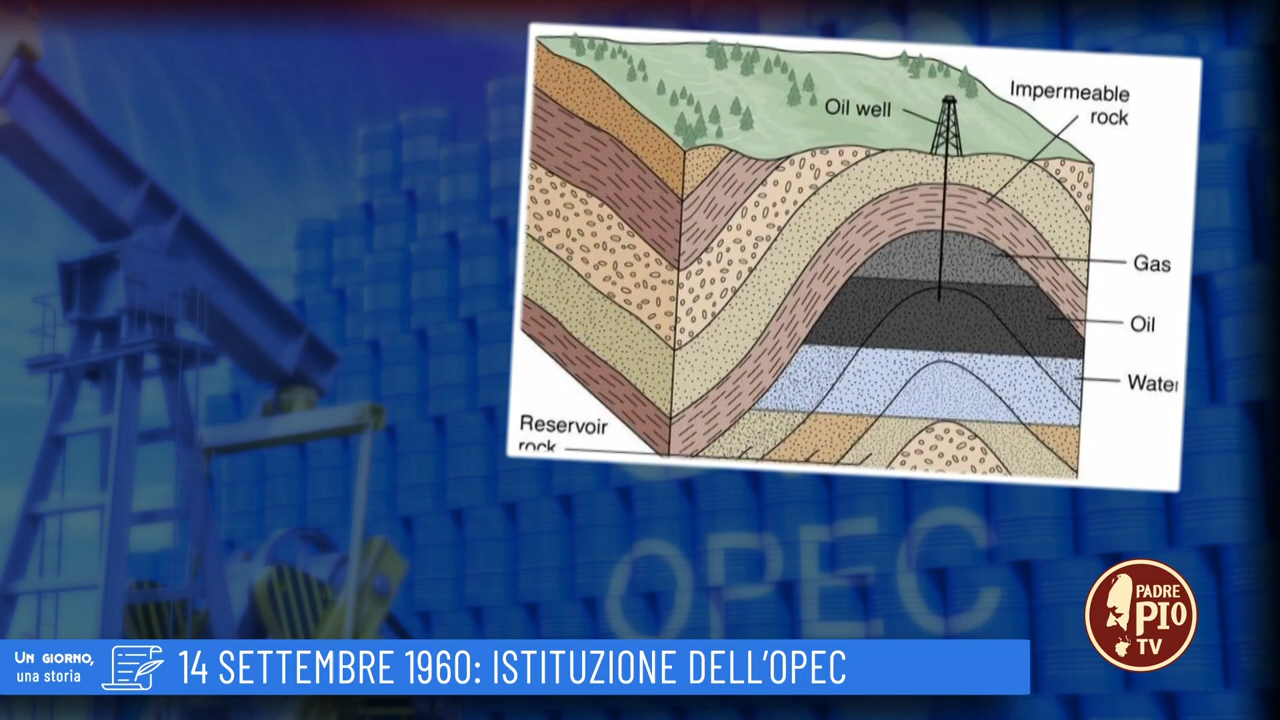 Oil well
Impermeable
rock
Gas
Oil
Water
Reservoir
rock
OPEC
PADRE
PIO
TV
UN GIORNO,
una storia
14 SETTEMBRE 1960: ISTITUZIONE DELL'OPEC